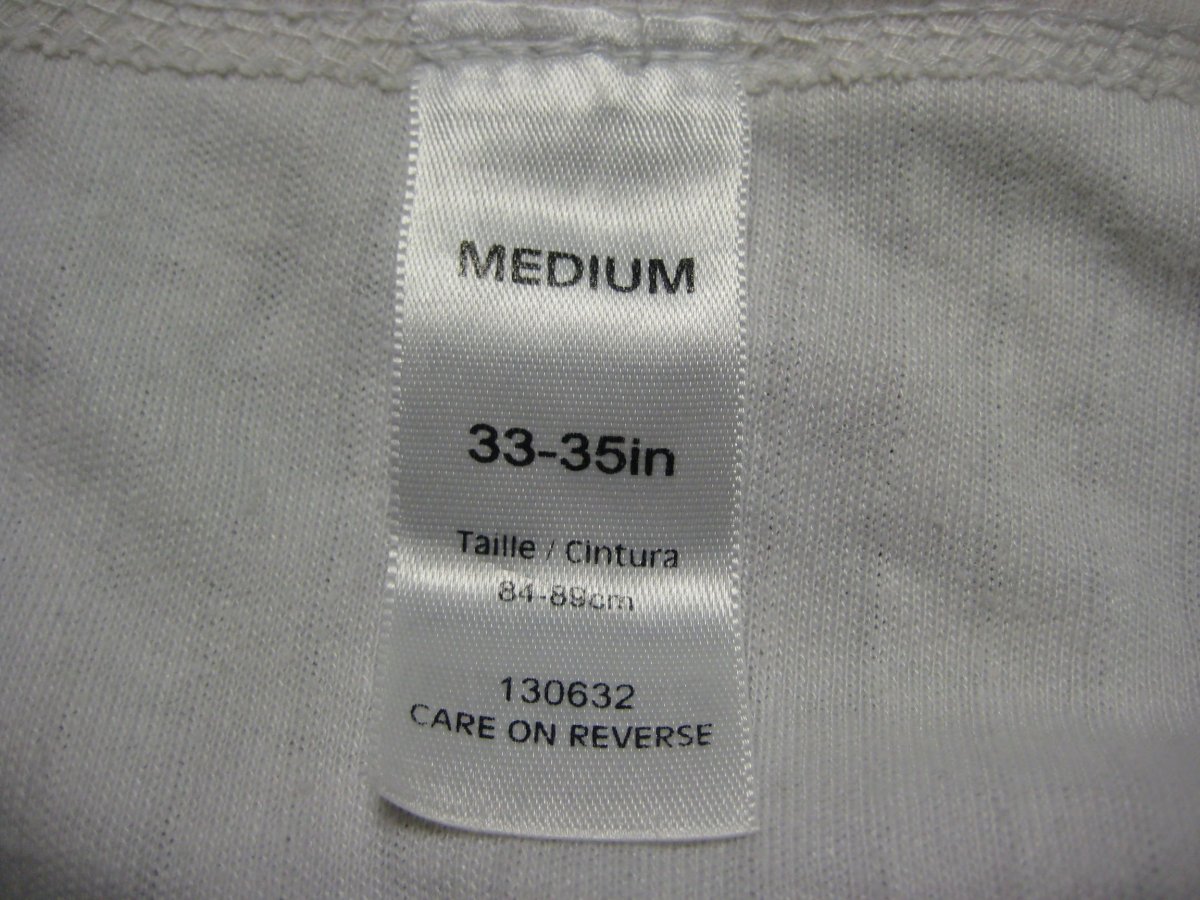 MEDIUM
33-35in
Taille / Cintura
84-89cm
130632
CARE ON REVERSE